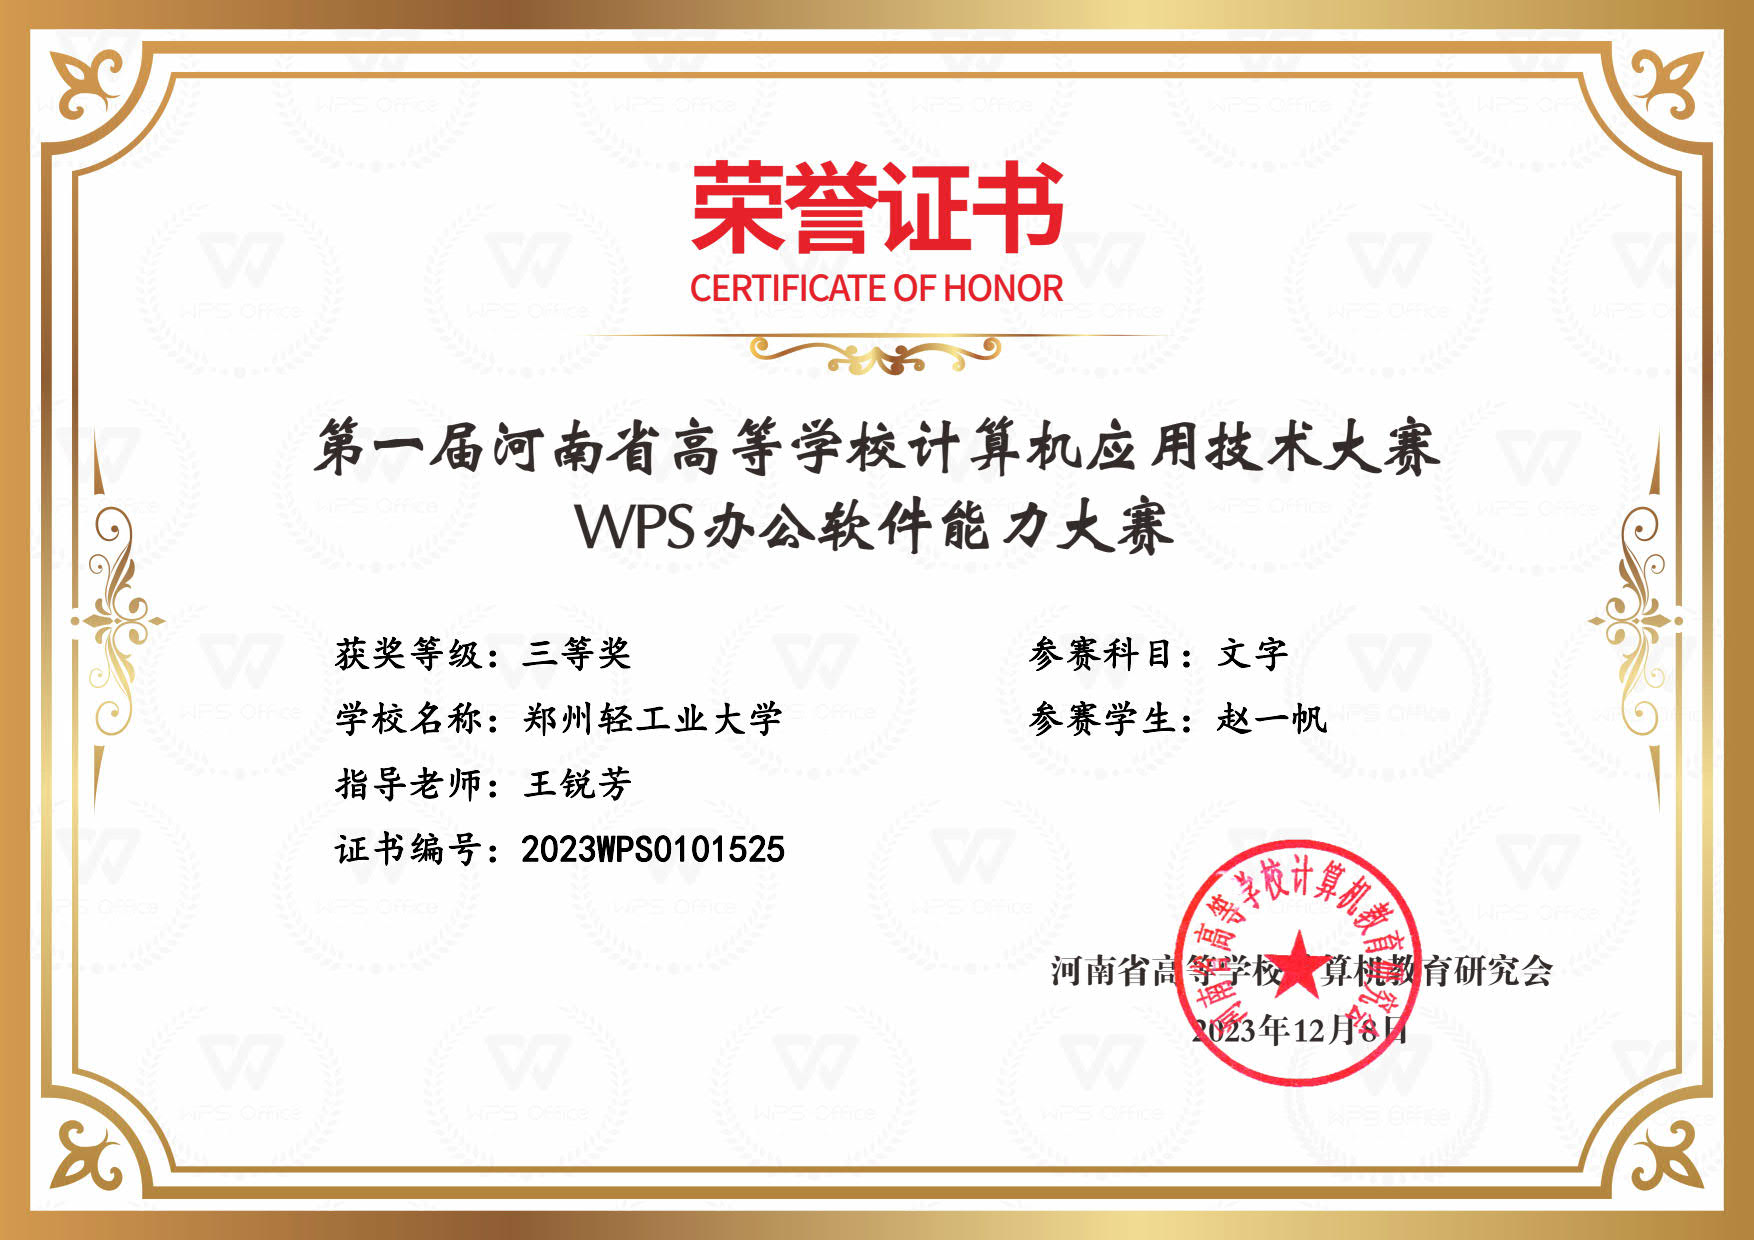 荣誉证书
CERTIFICATE OF HONOR
第一届河南省高等学校计算机应用技术大赛
WPS办公软件能力大赛
获奖等级：三等奖
参赛科目：文字
学校名称：郑州轻工业大学
参赛学生：赵一帆
指导老师：王锐芳
证书编号：2023WPS0101525
河南省高等学校计算机教育研究会
河南省高等学校计算机教育研究会
2023年12月8日
WPS Office